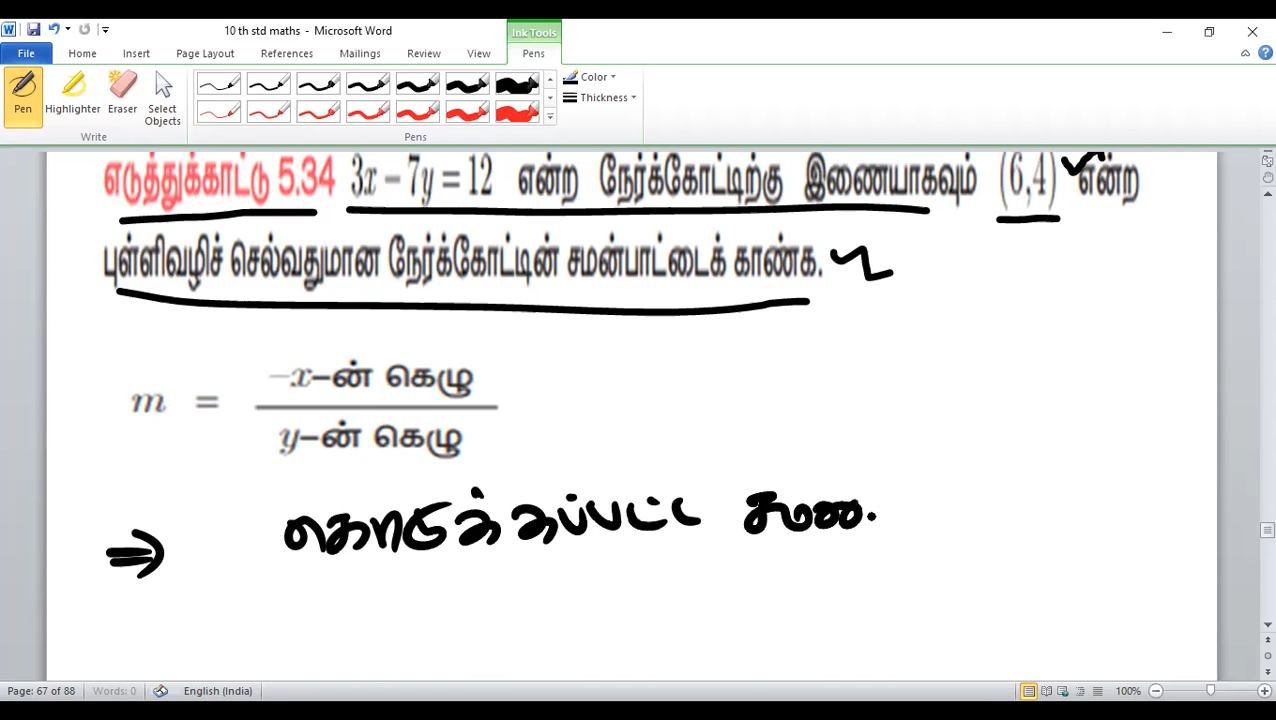 10 th std maths - Microsoft Word
Ink Tools
File Home Insert Page Layout References Mailings Review View Pens
Pen Highlighter Eraser Select Objects
Color
Thickness
Write Pens
எடுத்துக்காட்டு 5.34 3x – 7y = 12 என்ற நேர்க்கோட்டிற்கு இணையாகவும் (6,4) என்ற
புள்ளிவழிச் செல்வதுமான நேர்க்கோட்டின் சமன்பாட்டைக் காண்க.
–x–ன் கெழு
m =
y–ன் கெழு
⇒ கொடுக்கப்பட்ட
Page: 67 of 88 Words: 0 English (India) 100%